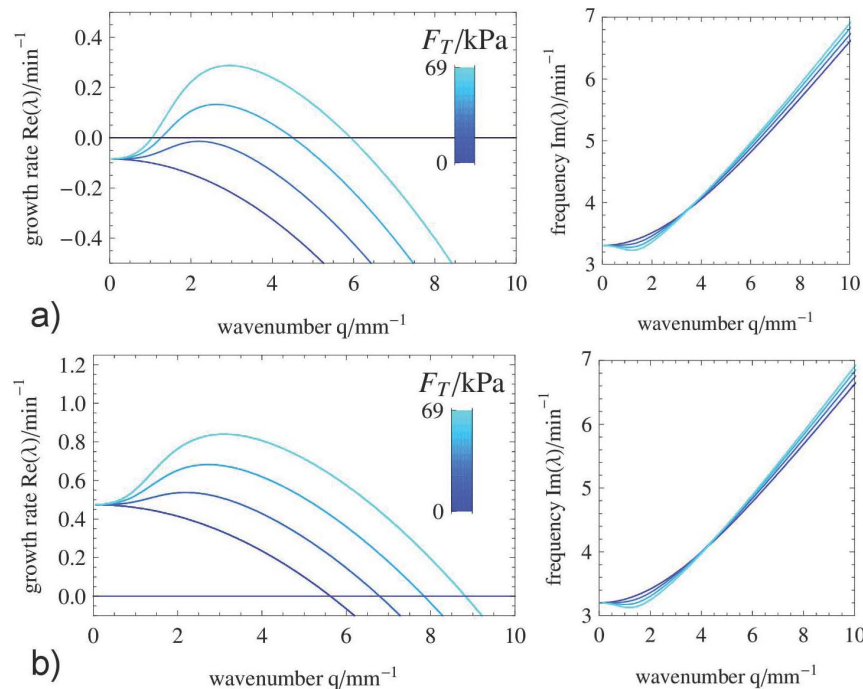 growth rate Re(λ)/min⁻¹
0.4
0.2
0.0
−0.2
−0.4
F_T/kPa
69
0
0 2 4 6 8 10
wavenumber q/mm⁻¹
a)
frequency Im(λ)/min⁻¹
7
6
5
4
3
0 2 4 6 8 10
wavenumber q/mm⁻¹
growth rate Re(λ)/min⁻¹
1.2
1.0
0.8
0.6
0.4
0.2
0.0
F_T/kPa
69
0
0 2 4 6 8 10
wavenumber q/mm⁻¹
b)
frequency Im(λ)/min⁻¹
7
6
5
4
3
0 2 4 6 8 10
wavenumber q/mm⁻¹